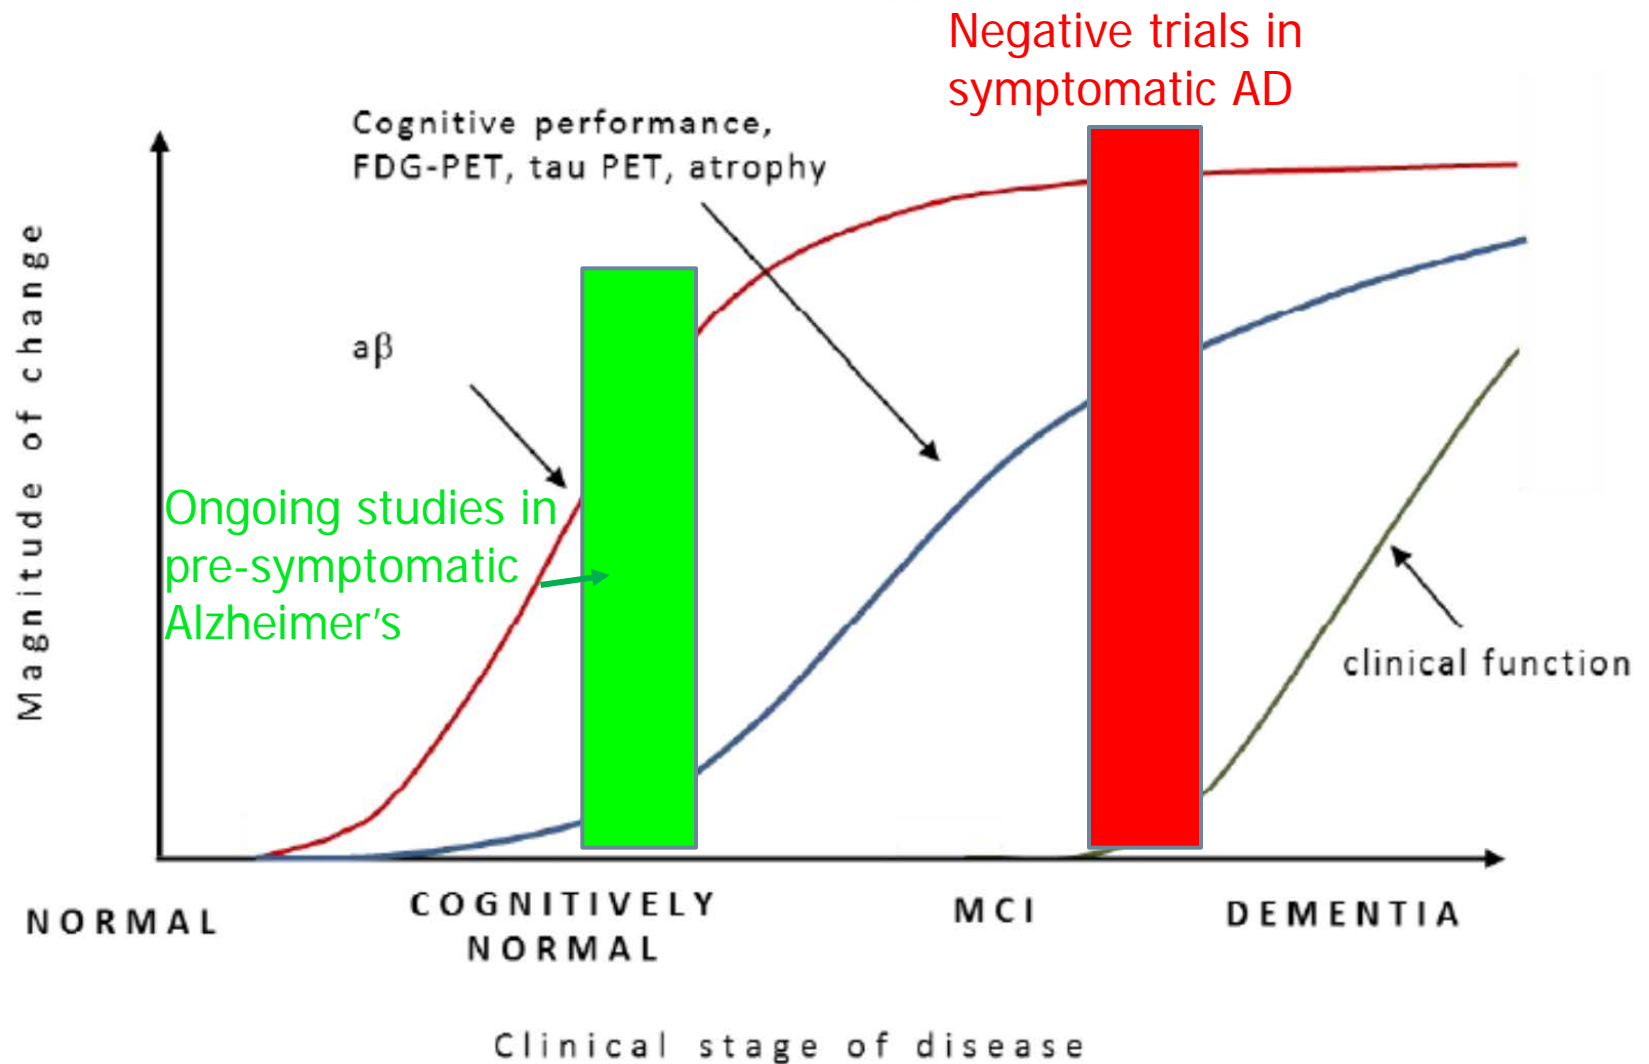 Negative trials in
symptomatic AD
Cognitive performance,
FDG-PET, tau PET, atrophy
Magnitude of change
aβ
Ongoing studies in
pre-symptomatic
Alzheimer’s
clinical function
NORMAL
COGNITIVELY
NORMAL
MCI
DEMENTIA
Clinical stage of disease